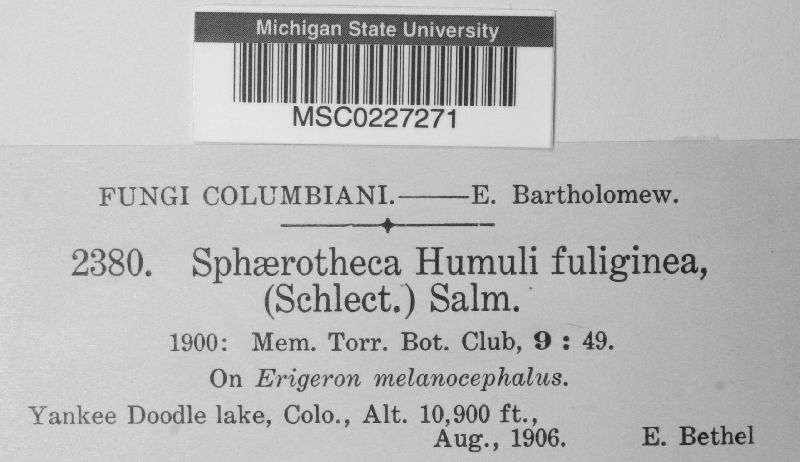 Michigan State University
MSC0227271
FUNGI COLUMBIANI.——E. Bartholomew.
2380. Sphærotheca Humuli fuliginea,
(Schlect.) Salm.
1900: Mem. Torr. Bot. Club, 9 : 49.
On Erigeron melanocephalus.
Yankee Doodle lake, Colo., Alt. 10,900 ft.,
Aug., 1906. E. Bethel